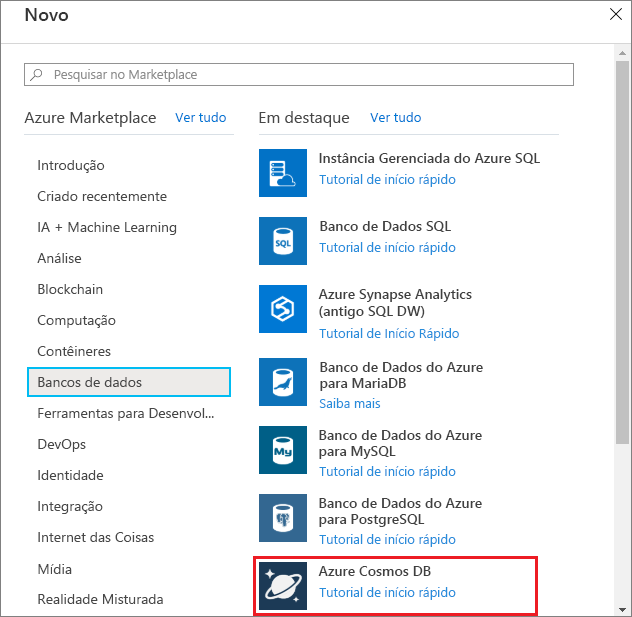 Novo
Pesquisar no Marketplace
Azure Marketplace Ver tudo
Introdução
Criado recentemente
IA + Machine Learning
Análise
Blockchain
Computação
Contêineres
Bancos de dados
Ferramentas para Desenvol...
DevOps
Identidade
Integração
Internet das Coisas
Mídia
Realidade Misturada
Em destaque Ver tudo
Instância Gerenciada do Azure SQL
Tutorial de início rápido
SQL
Banco de Dados SQL
Tutorial de início rápido
Azure Synapse Analytics
(antigo SQL DW)
Tutorial de Início Rápido
Banco de Dados do Azure
para MariaDB
Saiba mais
My
Banco de Dados do Azure
para MySQL
Tutorial de início rápido
Banco de Dados do Azure
para PostgreSQL
Tutorial de início rápido
Azure Cosmos DB
Tutorial de início rápido